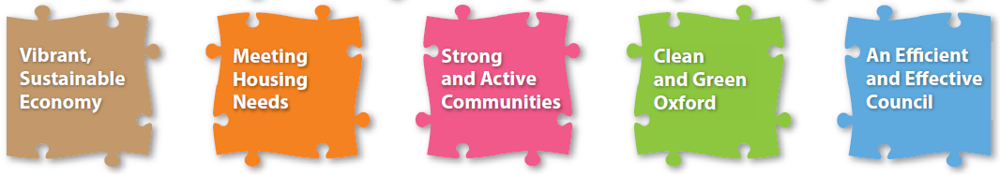 Vibrant,
Sustainable
Economy
Meeting
Housing
Needs
Strong
and Active
Communities
Clean
and Green
Oxford
An Efficient
and Effective
Council